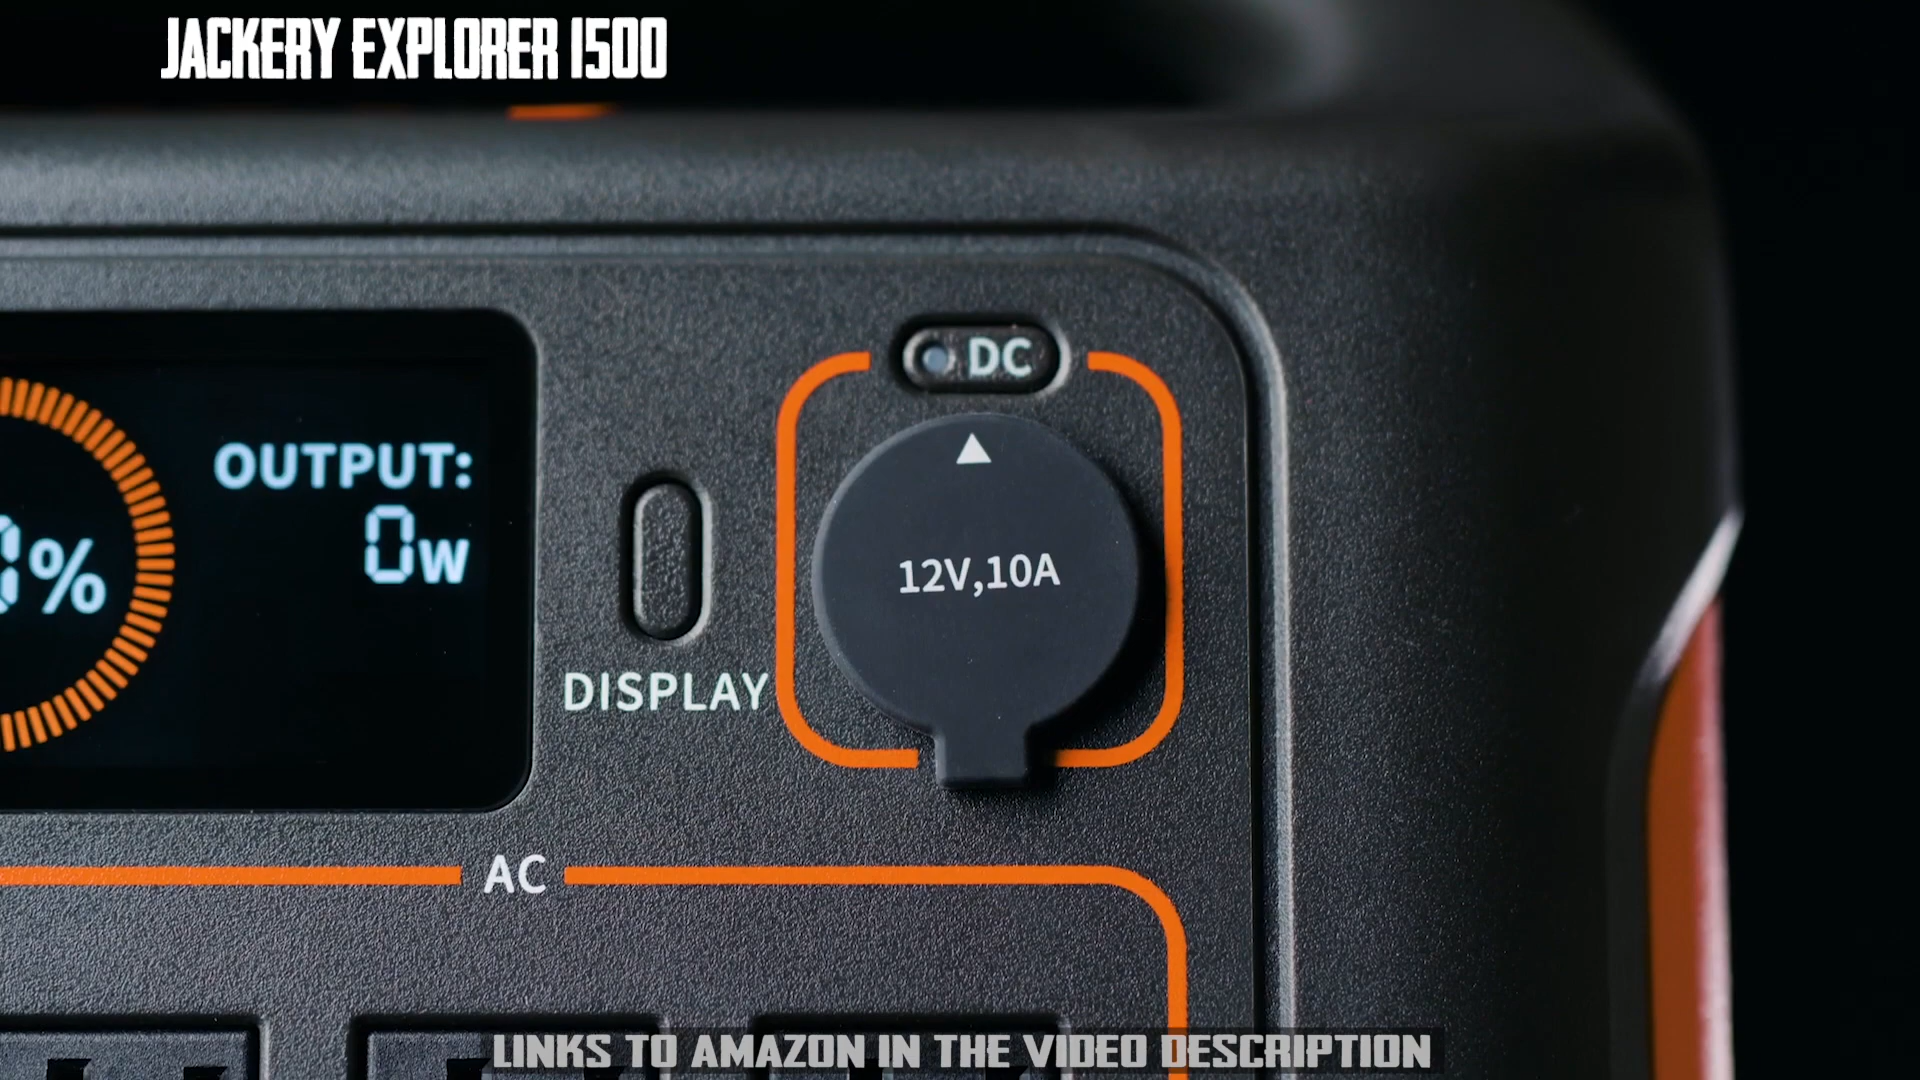 JACKERY EXPLORER 1500
DC
OUTPUT:
0W
%
12V,10A
DISPLAY
AC
LINKS TO AMAZON IN THE VIDEO DESCRIPTION